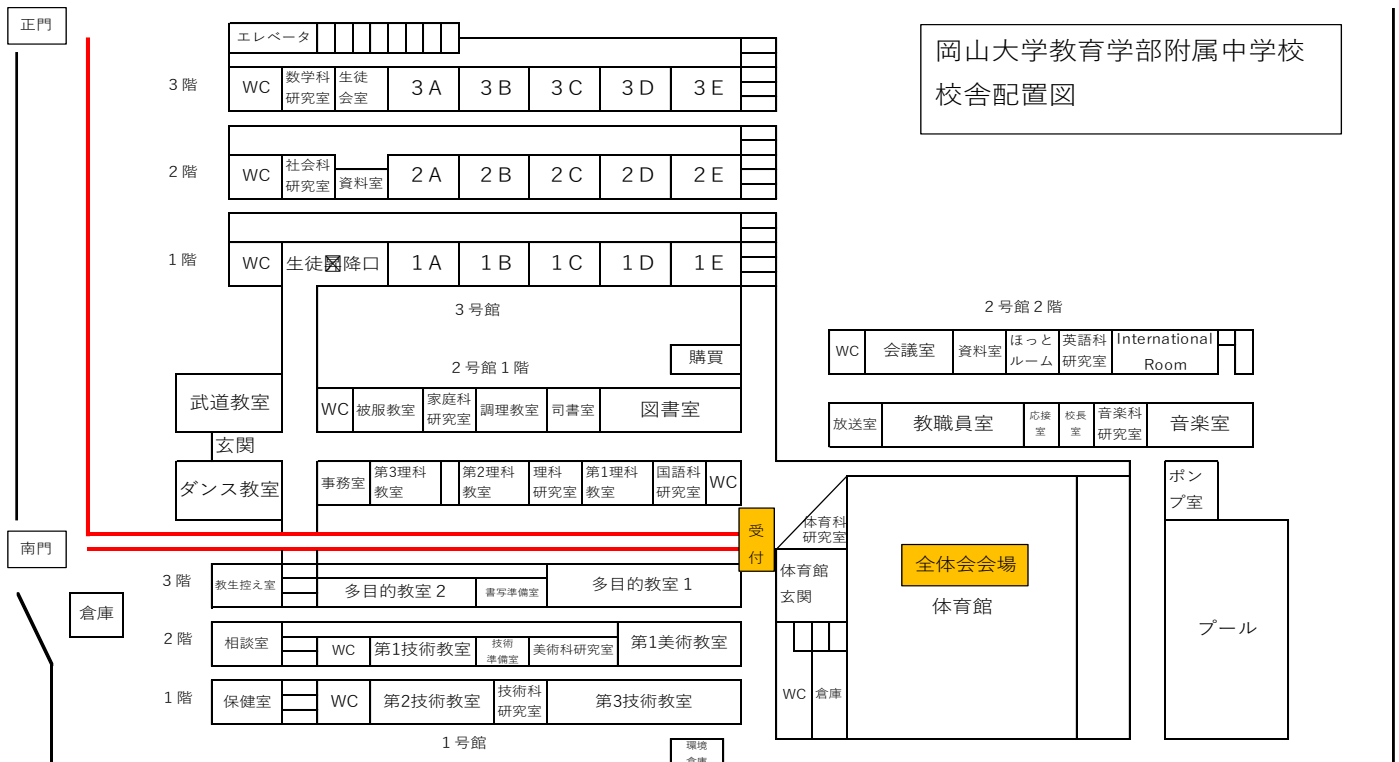 正門
岡山大学教育学部附属中学校
校舎配置図
エレベータ
3階
WC
数学科
研究室
生徒
会室
3A
3B
3C
3D
3E
2階
WC
社会科
研究室
資料室
2A
2B
2C
2D
2E
1階
WC
生徒
降口
1A
1B
1C
1D
1E
3号館
2号館2階
WC
会議室
資料室
ほっと
ルーム
英語科
研究室
International
Room
購買
2号館1階
武道教室
WC
被服教室
家庭科
研究室
調理教室
司書室
図書室
放送室
教職員室
応接
室
校長
室
音楽科
研究室
音楽室
玄関
ダンス教室
事務室
第3理科
教室
第2理科
教室
理科
研究室
第1理科
教室
国語科
研究室
WC
ポン
プ室
南門
受
付
体育科
研究室
体育館
玄関
全体会会場
体育館
プール
3階
教生控え室
多目的教室2
書写準備室
多目的教室1
倉庫
2階
相談室
WC
第1技術教室
技術
準備室
美術科研究室
第1美術教室
1階
保健室
WC
第2技術教室
技術科
研究室
第3技術教室
WC
倉庫
1号館
環境
倉庫